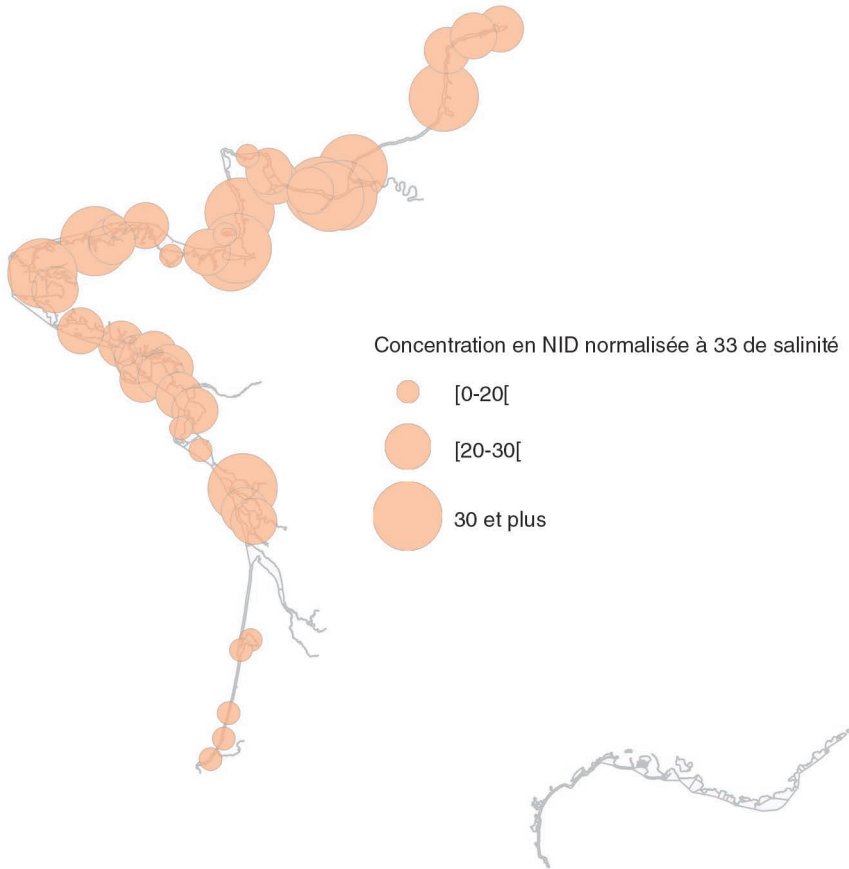 Concentration en NID normalisée à 33 de salinité
[0-20[
[20-30[
30 et plus